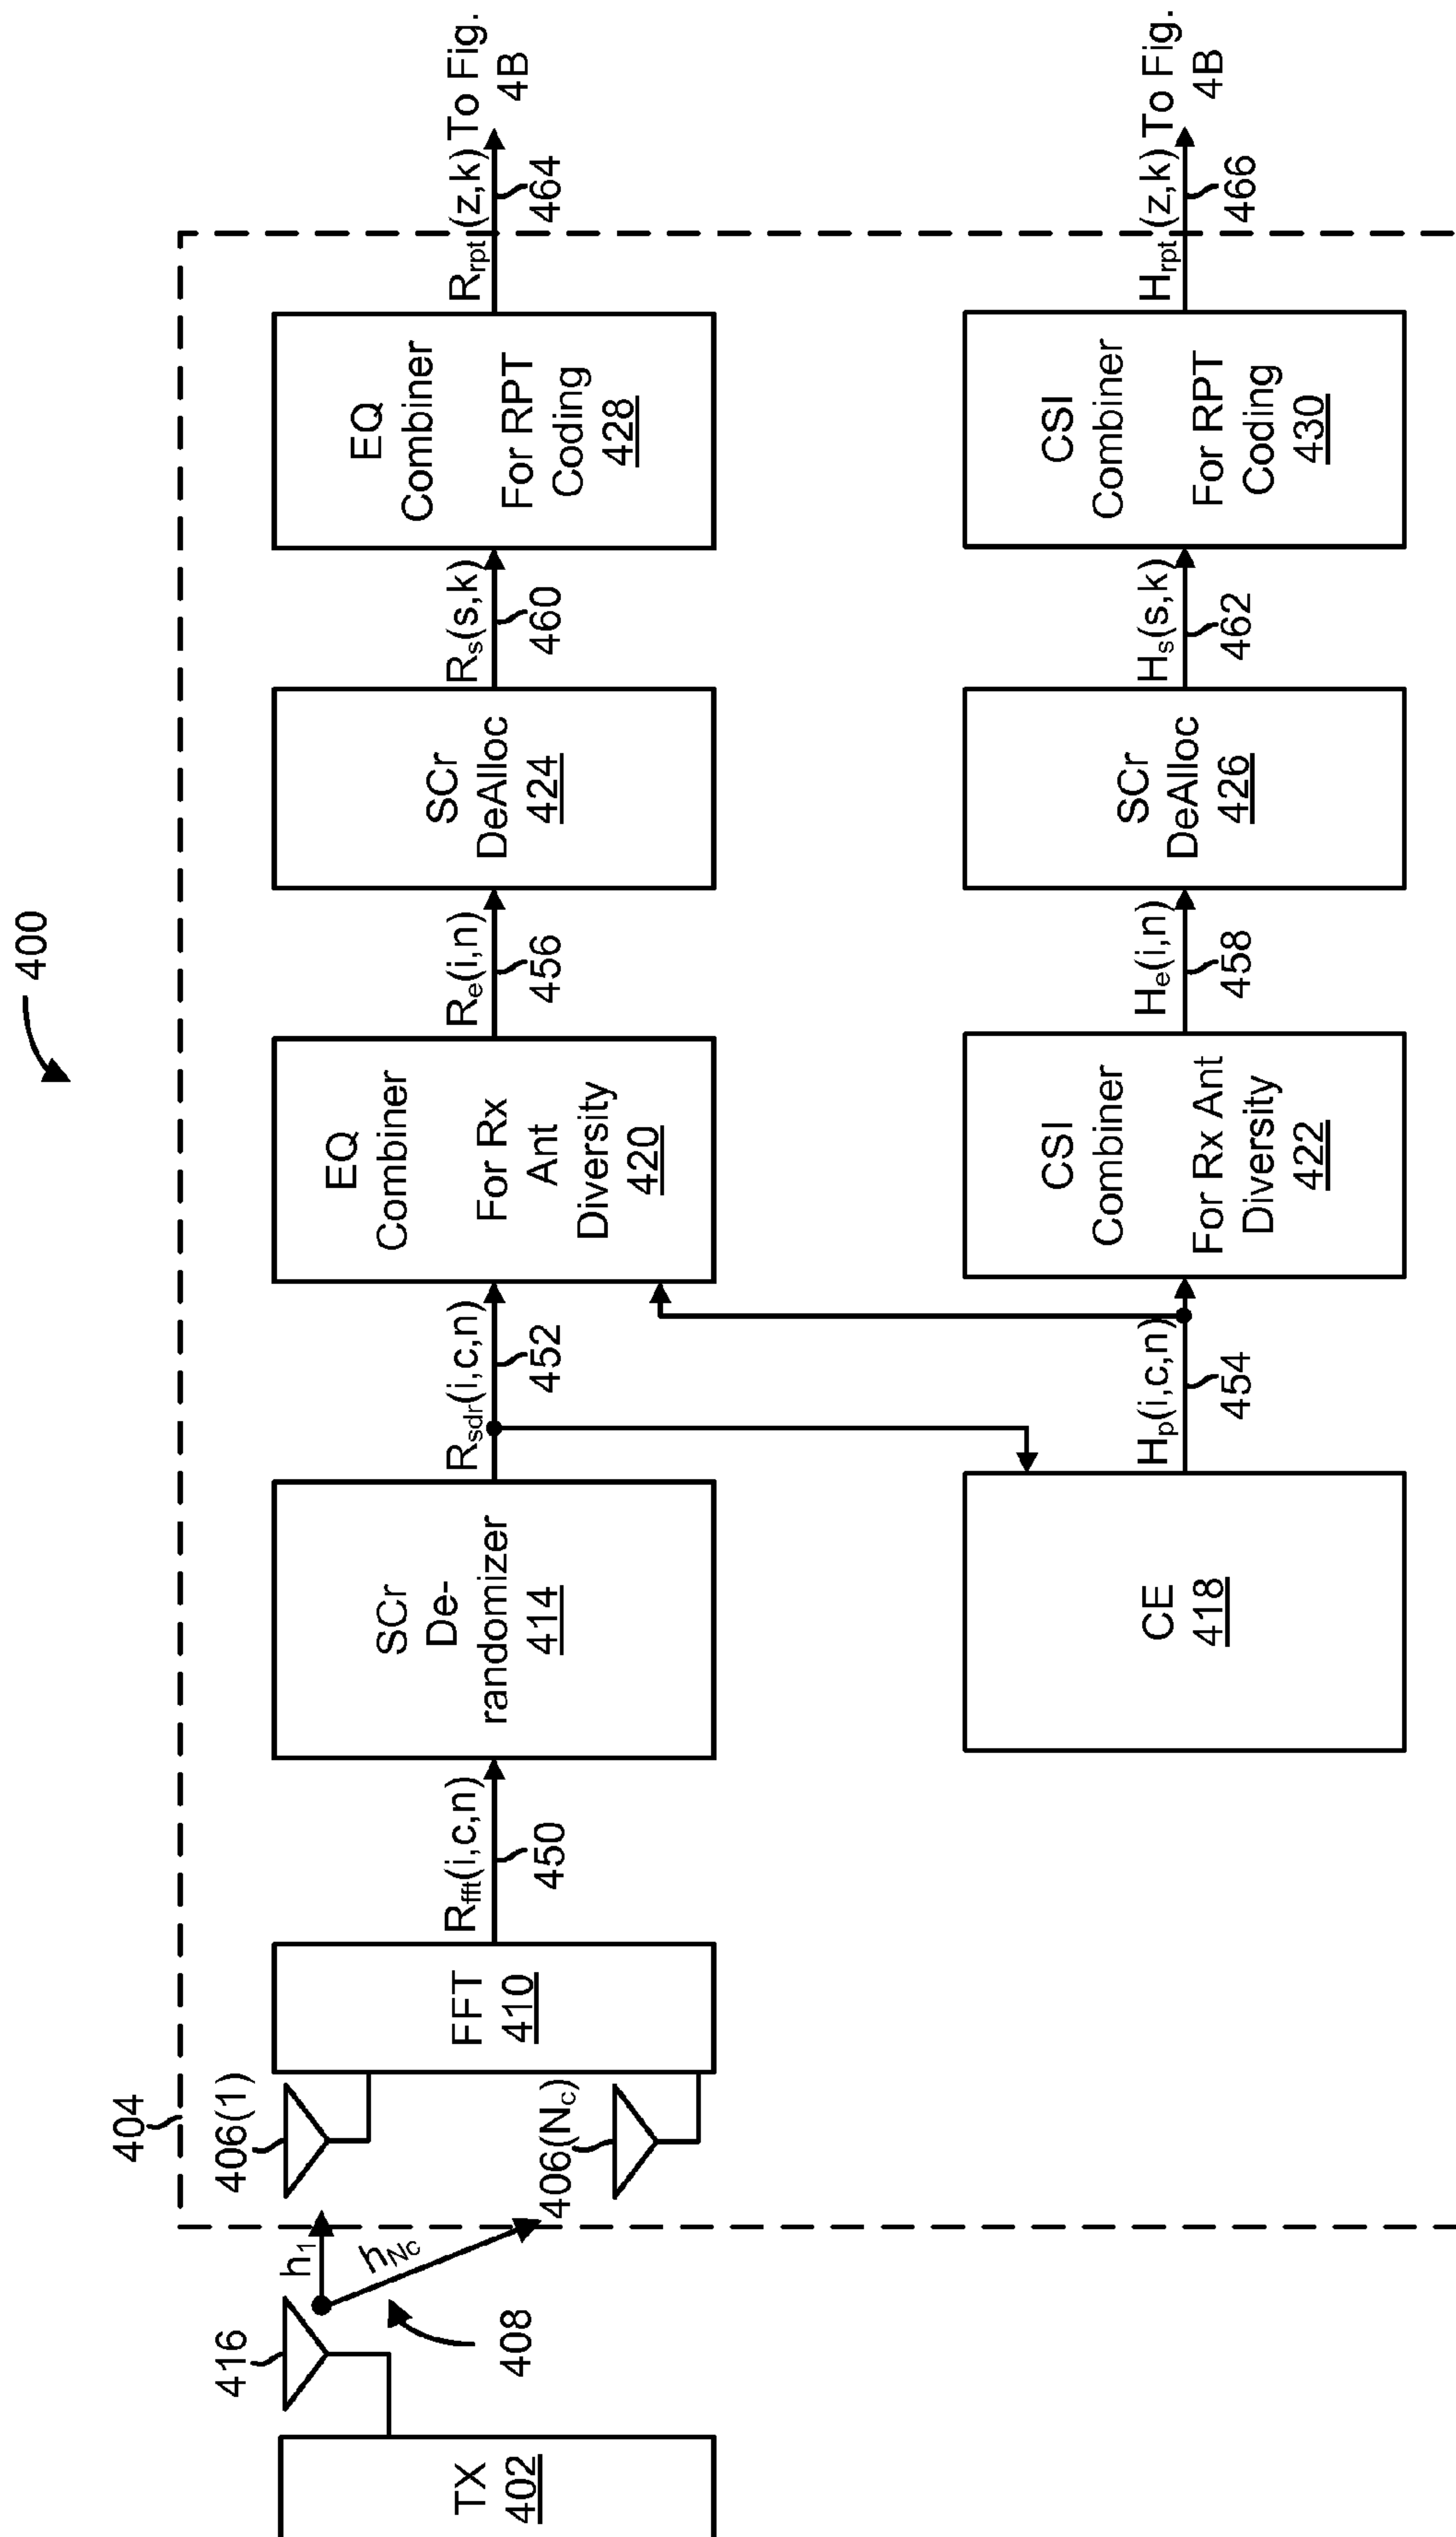 400
404
TX
402
416
h1
hNc
408
406(1)
406(Nc)
FFT
410
Rfft(i,c,n)
450
SCr
De-
randomizer
414
Rsdr(i,c,n)
452
EQ
Combiner
For Rx
Ant
Diversity
420
Re(i,n)
456
SCr
DeAlloc
424
Rs(s,k)
460
EQ
Combiner
For RPT
Coding
428
Rrpt (z,k)
464
To Fig.
4B
CE
418
Hp(i,c,n)
454
CSI
Combiner
For Rx Ant
Diversity
422
He(i,n)
458
SCr
DeAlloc
426
Hs(s,k)
462
CSI
Combiner
For RPT
Coding
430
Hrpt (z,k)
466
To Fig.
4B